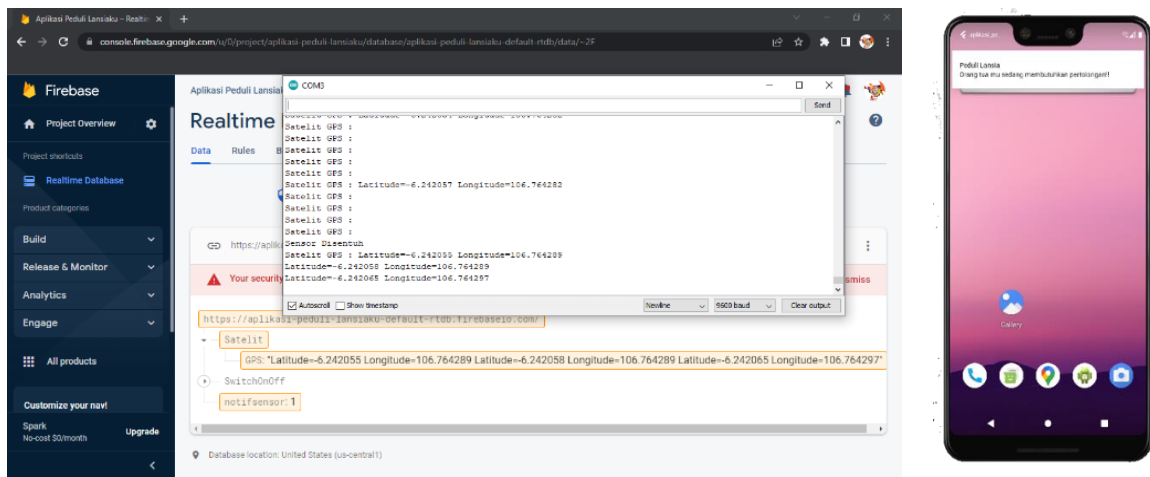 Aplikasi Peduli Lansiaku – Realtim
console.firebase.google.com/u/0/project/aplikasi-peduli-lansiaku/database/aplikasi-peduli-lansiaku-default-rtdb/data/~2F
Firebase
Project Overview
Project shortcuts
Realtime Database
Product categories
Build
Release & Monitor
Analytics
Engage
All products
Customize your nav!
Spark
No-cost $0/month
Upgrade
Aplikasi Peduli Lansia
Realtime
Data Rules B
https://aplik
Your security
smiss
COM3
Send
Satelit GPS :
Satelit GPS :
Satelit GPS :
Satelit GPS :
Satelit GPS :
Satelit GPS : Latitude=-6.242057 Longitude=106.764282
Satelit GPS :
Satelit GPS :
Satelit GPS :
Satelit GPS :
Sensor Disentuh
Satelit GPS : Latitude=-6.242055 Longitude=106.764289
Latitude=-6.242058 Longitude=106.764289
Latitude=-6.242065 Longitude=106.764297
Autoscroll Show timestamp
Newline
9600 baud
Clear output
https://aplikasi-peduli-lansiaku-default-rtdb.firebaseio.com/
Satelit
GPS: "Latitude=-6.242055 Longitude=106.764289 Latitude=-6.242058 Longitude=106.764289 Latitude=-6.242065 Longitude=106.764297"
SwitchOnOff
notifsensor: 1
Database location: United States (us-central1)
Peduli Lansia
Orang tua mu sedang membutuhkan pertolongan!!
Gallery